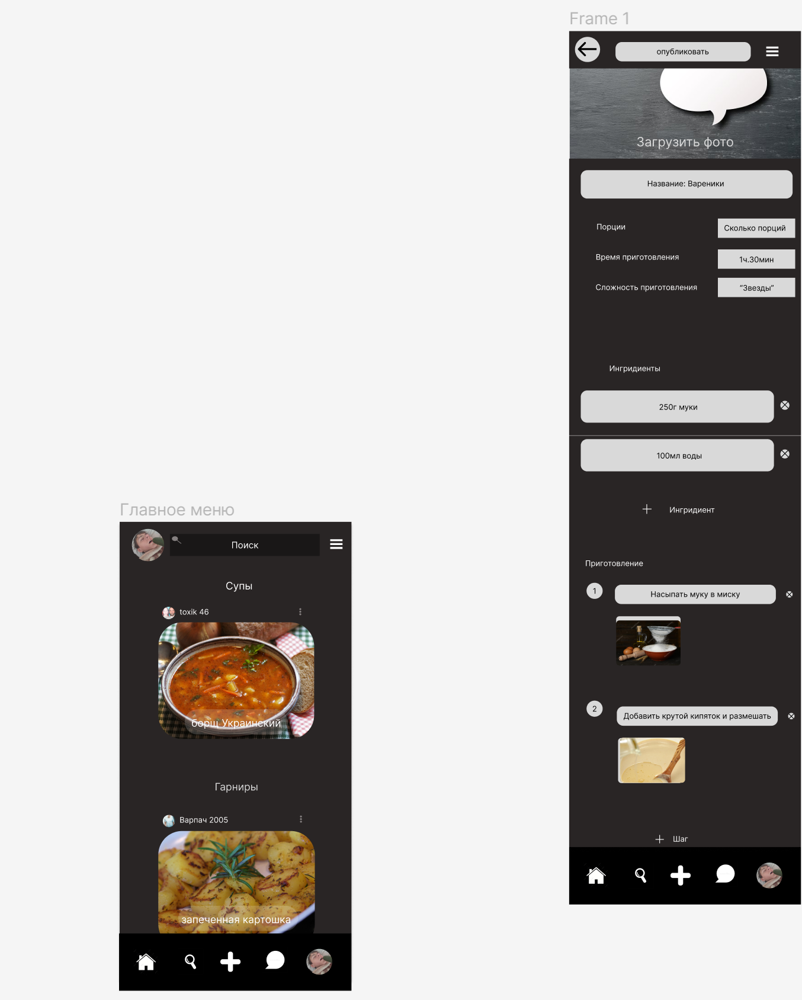 Frame 1
опубликовать
Загрузить фото
Название: Вареники
Порции
Сколько порций
Время приготовления
1ч.30мин
Сложность приготовления
“Звезды”
Ингридиенты
250г муки
100мл воды
Ингридиент
Приготовление
1
Насыпать муку в миску
2
Добавить крутой кипяток и размешать
Шаг
Главное меню
Поиск
Супы
toxik 46
борщ Украинский
Гарниры
Варпач 2005
запеченная картошка